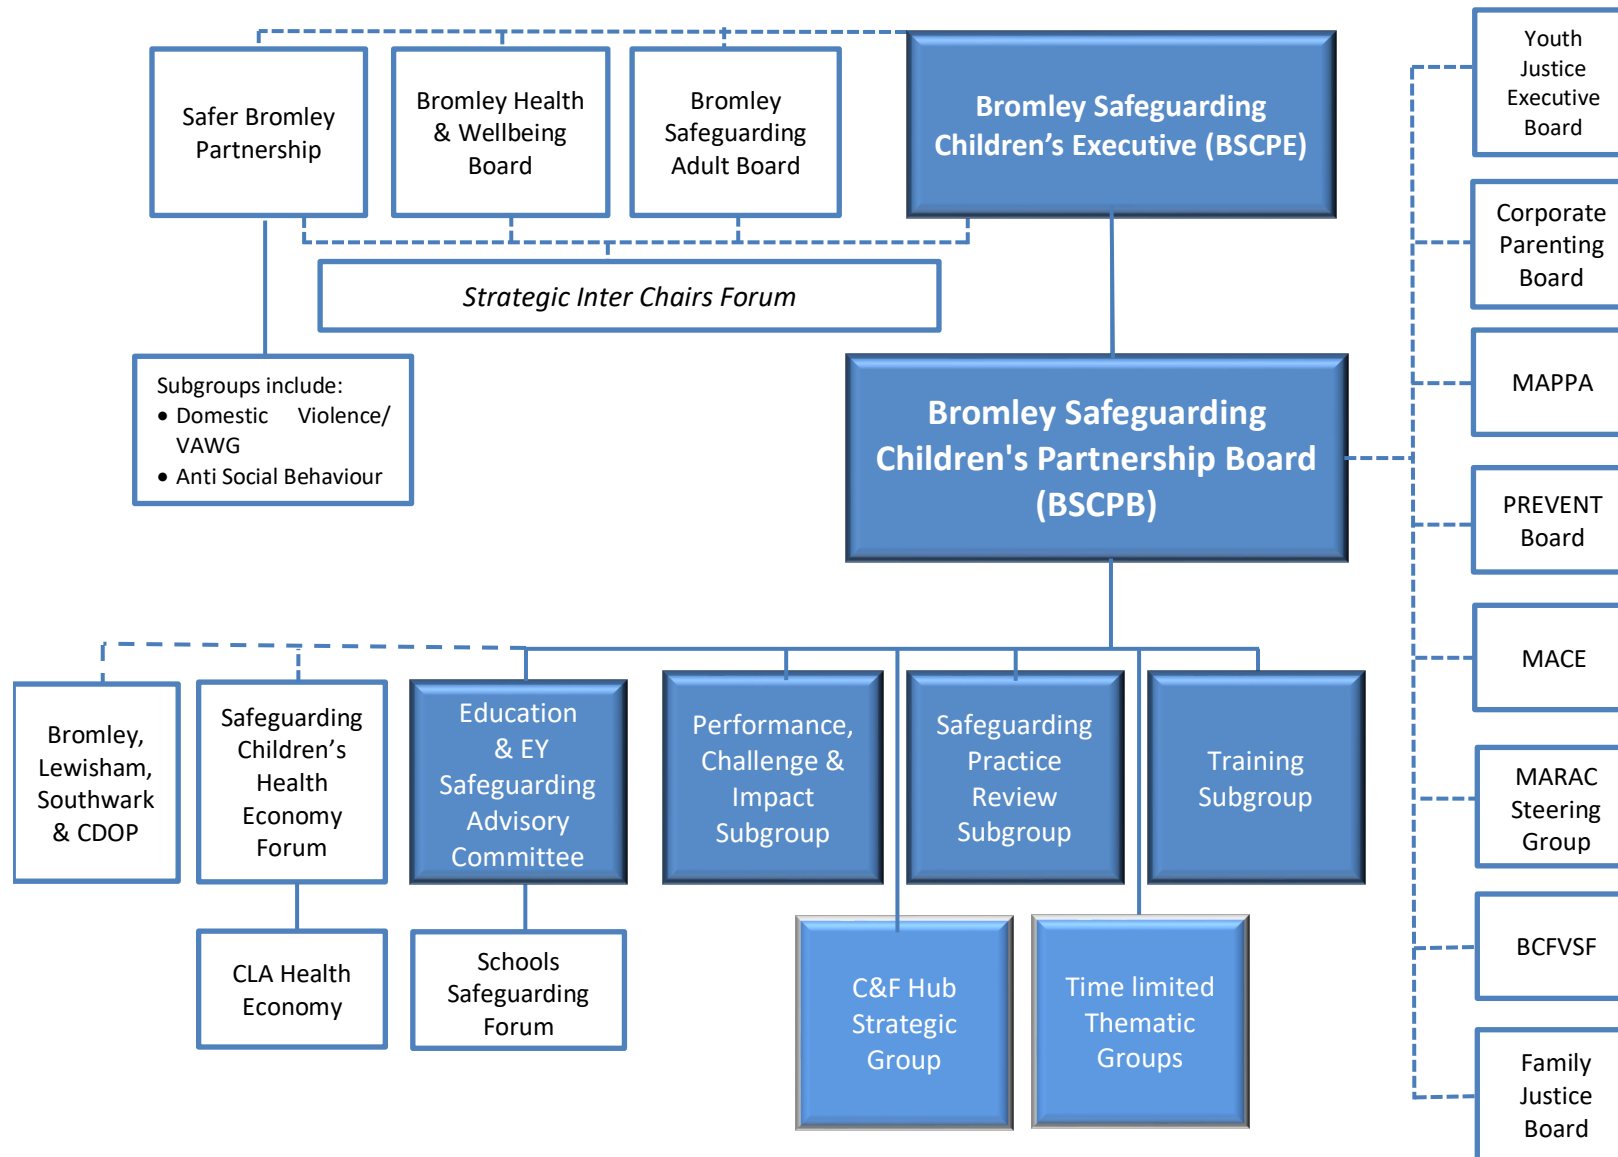 Safer Bromley
Partnership
Bromley Health
& Wellbeing
Board
Bromley
Safeguarding
Adult Board
Bromley Safeguarding
Children’s Executive (BSCPE)
Youth
Justice
Executive
Board
Corporate
Parenting
Board
Strategic Inter Chairs Forum
Subgroups include:
• Domestic Violence/
VAWG
• Anti Social Behaviour
Bromley Safeguarding
Children's Partnership Board
(BSCPB)
MAPPA
PREVENT
Board
MACE
MARAC
Steering
Group
BCFVSF
Family
Justice
Board
Bromley,
Lewisham,
Southwark
& CDOP
Safeguarding
Children’s
Health
Economy
Forum
Education
& EY
Safeguarding
Advisory
Committee
Performance,
Challenge &
Impact
Subgroup
Safeguarding
Practice
Review
Subgroup
Training
Subgroup
CLA Health
Economy
Schools
Safeguarding
Forum
C&F Hub
Strategic
Group
Time limited
Thematic
Groups